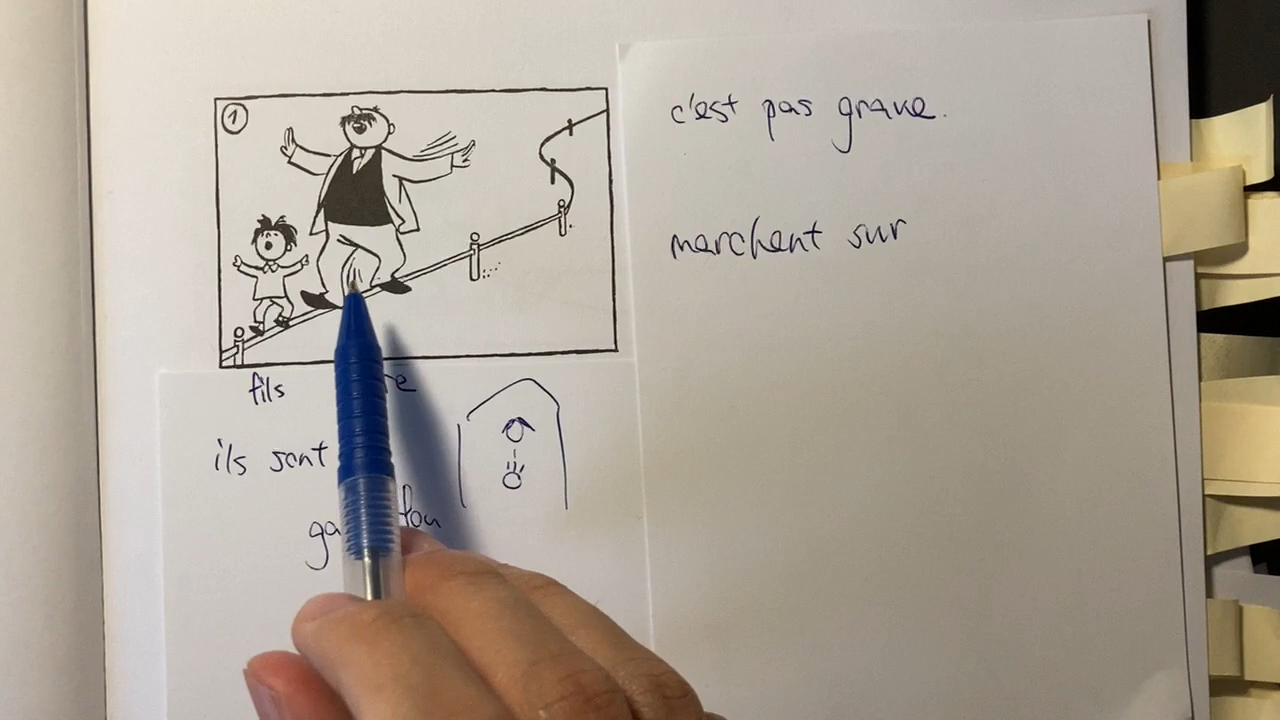 1
fils
ils sont
c'est pas grave.
marchent sur